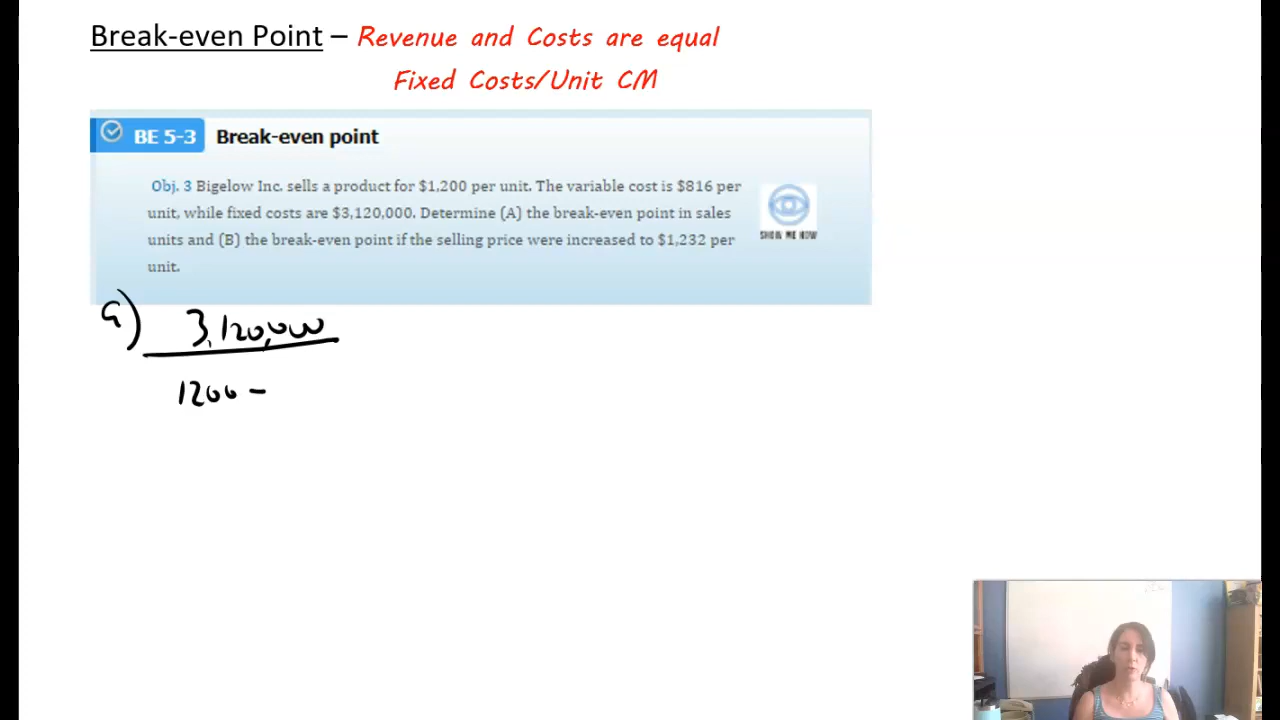 Break-even Point – Revenue and Costs are equal
Fixed Costs/Unit CM
BE 5-3 Break-even point
Obj. 3 Bigelow Inc. sells a product for $1,200 per unit. The variable cost is $816 per
unit, while fixed costs are $3,120,000. Determine (A) the break-even point in sales
units and (B) the break-even point if the selling price were increased to $1,232 per
unit.
SHOW ME HOW
a) 3,120,000
1200 -